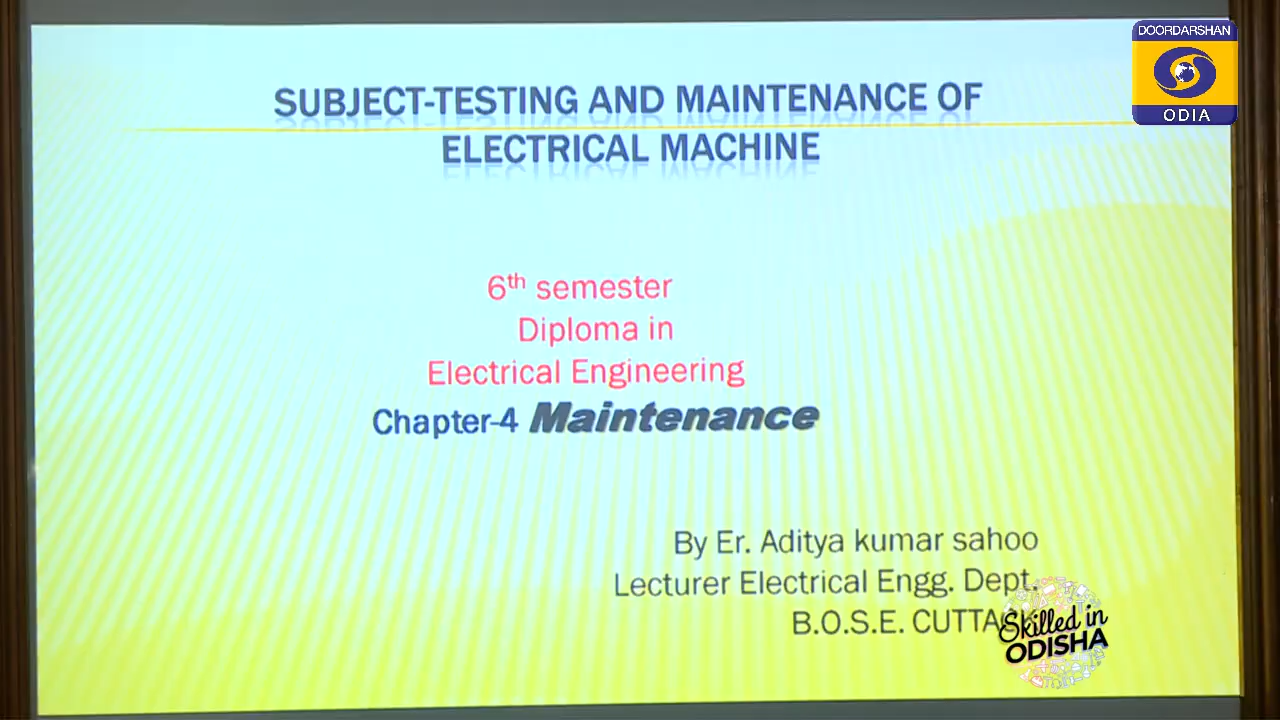 DOORDARSHAN
ODIA
SUBJECT-TESTING AND MAINTENANCE OF
ELECTRICAL MACHINE
6th semester
Diploma in
Electrical Engineering
Chapter-4 Maintenance
By Er. Aditya kumar sahoo
Lecturer Electrical Engg. Dept.
B.O.S.E.
Skilled in
ODISHA